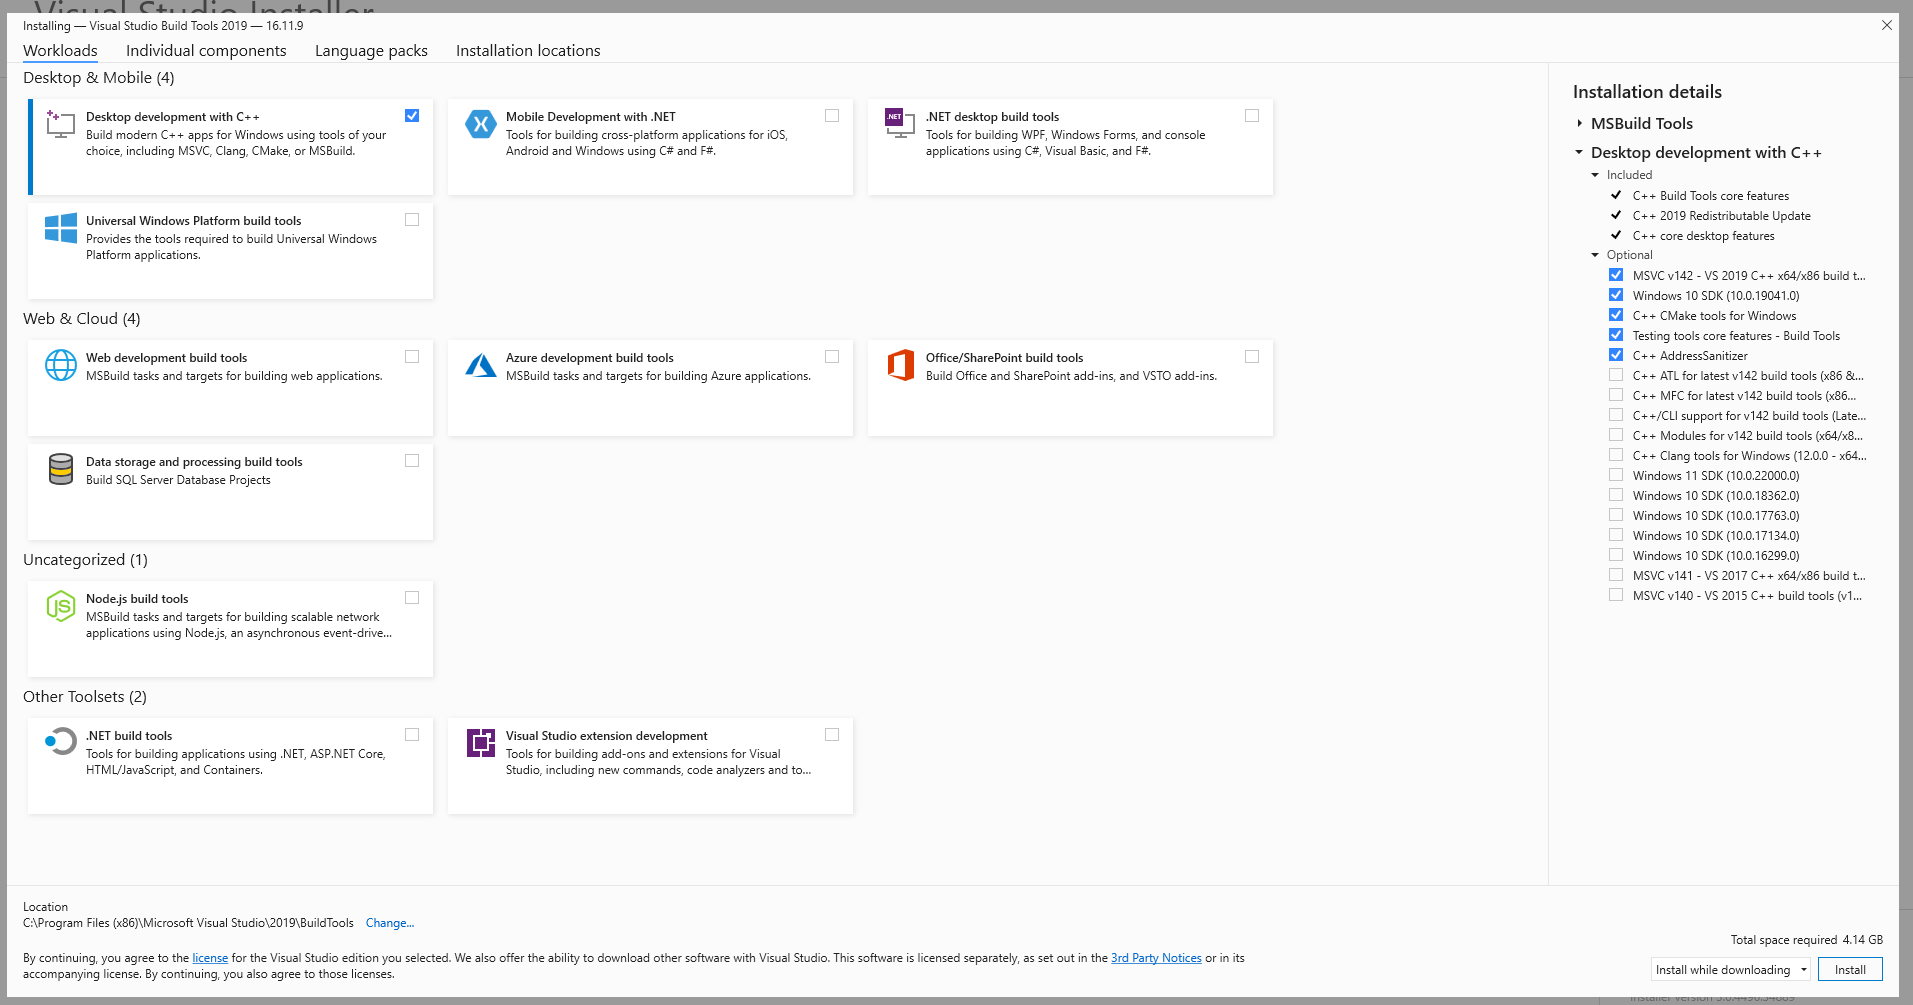 Visual Studio Installer
Installing — Visual Studio Build Tools 2019 — 16.11.9
Workloads
Individual components
Language packs
Installation locations
Desktop & Mobile (4)
Desktop development with C++
Build modern C++ apps for Windows using tools of your
choice, including MSVC, Clang, CMake, or MSBuild.
Mobile Development with .NET
Tools for building cross-platform applications for iOS,
Android and Windows using C# and F#.
.NET
.NET desktop build tools
Tools for building WPF, Windows Forms, and console
applications using C#, Visual Basic, and F#.
Universal Windows Platform build tools
Provides the tools required to build Universal Windows
Platform applications.
Web & Cloud (4)
Web development build tools
MSBuild tasks and targets for building web applications.
Azure development build tools
MSBuild tasks and targets for building Azure applications.
Office/SharePoint build tools
Build Office and SharePoint add-ins, and VSTO add-ins.
Data storage and processing build tools
Build SQL Server Database Projects
Uncategorized (1)
JS
Node.js build tools
MSBuild tasks and targets for building scalable network
applications using Node.js, an asynchronous event-drive...
Other Toolsets (2)
.NET build tools
Tools for building applications using .NET, ASP.NET Core,
HTML/JavaScript, and Containers.
Visual Studio extension development
Tools for building add-ons and extensions for Visual
Studio, including new commands, code analyzers and to...
Installation details
MSBuild Tools
Desktop development with C++
Included
C++ Build Tools core features
C++ 2019 Redistributable Update
C++ core desktop features
Optional
MSVC v142 - VS 2019 C++ x64/x86 build t...
Windows 10 SDK (10.0.19041.0)
C++ CMake tools for Windows
Testing tools core features - Build Tools
C++ AddressSanitizer
C++ ATL for latest v142 build tools (x86 &...
C++ MFC for latest v142 build tools (x86...
C++/CLI support for v142 build tools (Late...
C++ Modules for v142 build tools (x64/x8...
C++ Clang tools for Windows (12.0.0 - x64...
Windows 11 SDK (10.0.22000.0)
Windows 10 SDK (10.0.18362.0)
Windows 10 SDK (10.0.17763.0)
Windows 10 SDK (10.0.17134.0)
Windows 10 SDK (10.0.16299.0)
MSVC v141 - VS 2017 C++ x64/x86 build t...
MSVC v140 - VS 2015 C++ build tools (v1...
Location
C:\Program Files (x86)\Microsoft Visual Studio\2019\BuildTools Change...
By continuing, you agree to the license for the Visual Studio edition you selected. We also offer the ability to download other software with Visual Studio. This software is licensed separately, as set out in the 3rd Party Notices or in its
accompanying license. By continuing, you also agree to those licenses.
Total space required 4.14 GB
Install while downloading
Install
Installer version